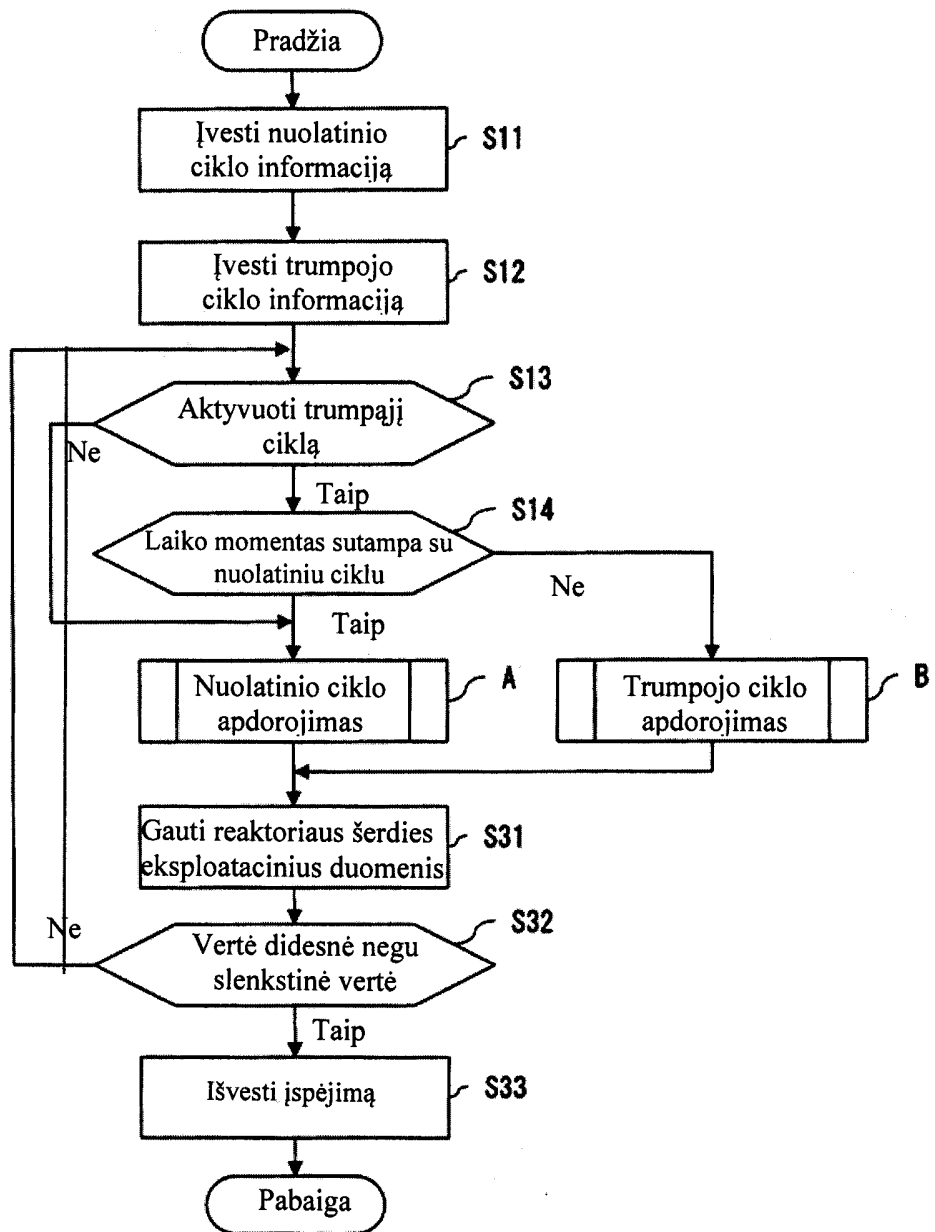 Pradžia
Įvesti nuolatinio
ciklo informaciją
S11
Įvesti trumpojo
ciklo informaciją
S12
Aktyvuoti trumpąjį
ciklą
S13
Ne
Taip
Laiko momentas sutampa su
nuolatiniu ciklu
S14
Ne
Taip
Nuolatinio ciklo
apdorojimas
A
Trumpojo ciklo
apdorojimas
B
Gauti reaktoriaus šerdies
eksploatacinius duomenis
S31
Vertė didesnė negu
slenkstinė vertė
S32
Ne
Taip
Išvesti įspėjimą
S33
Pabaiga